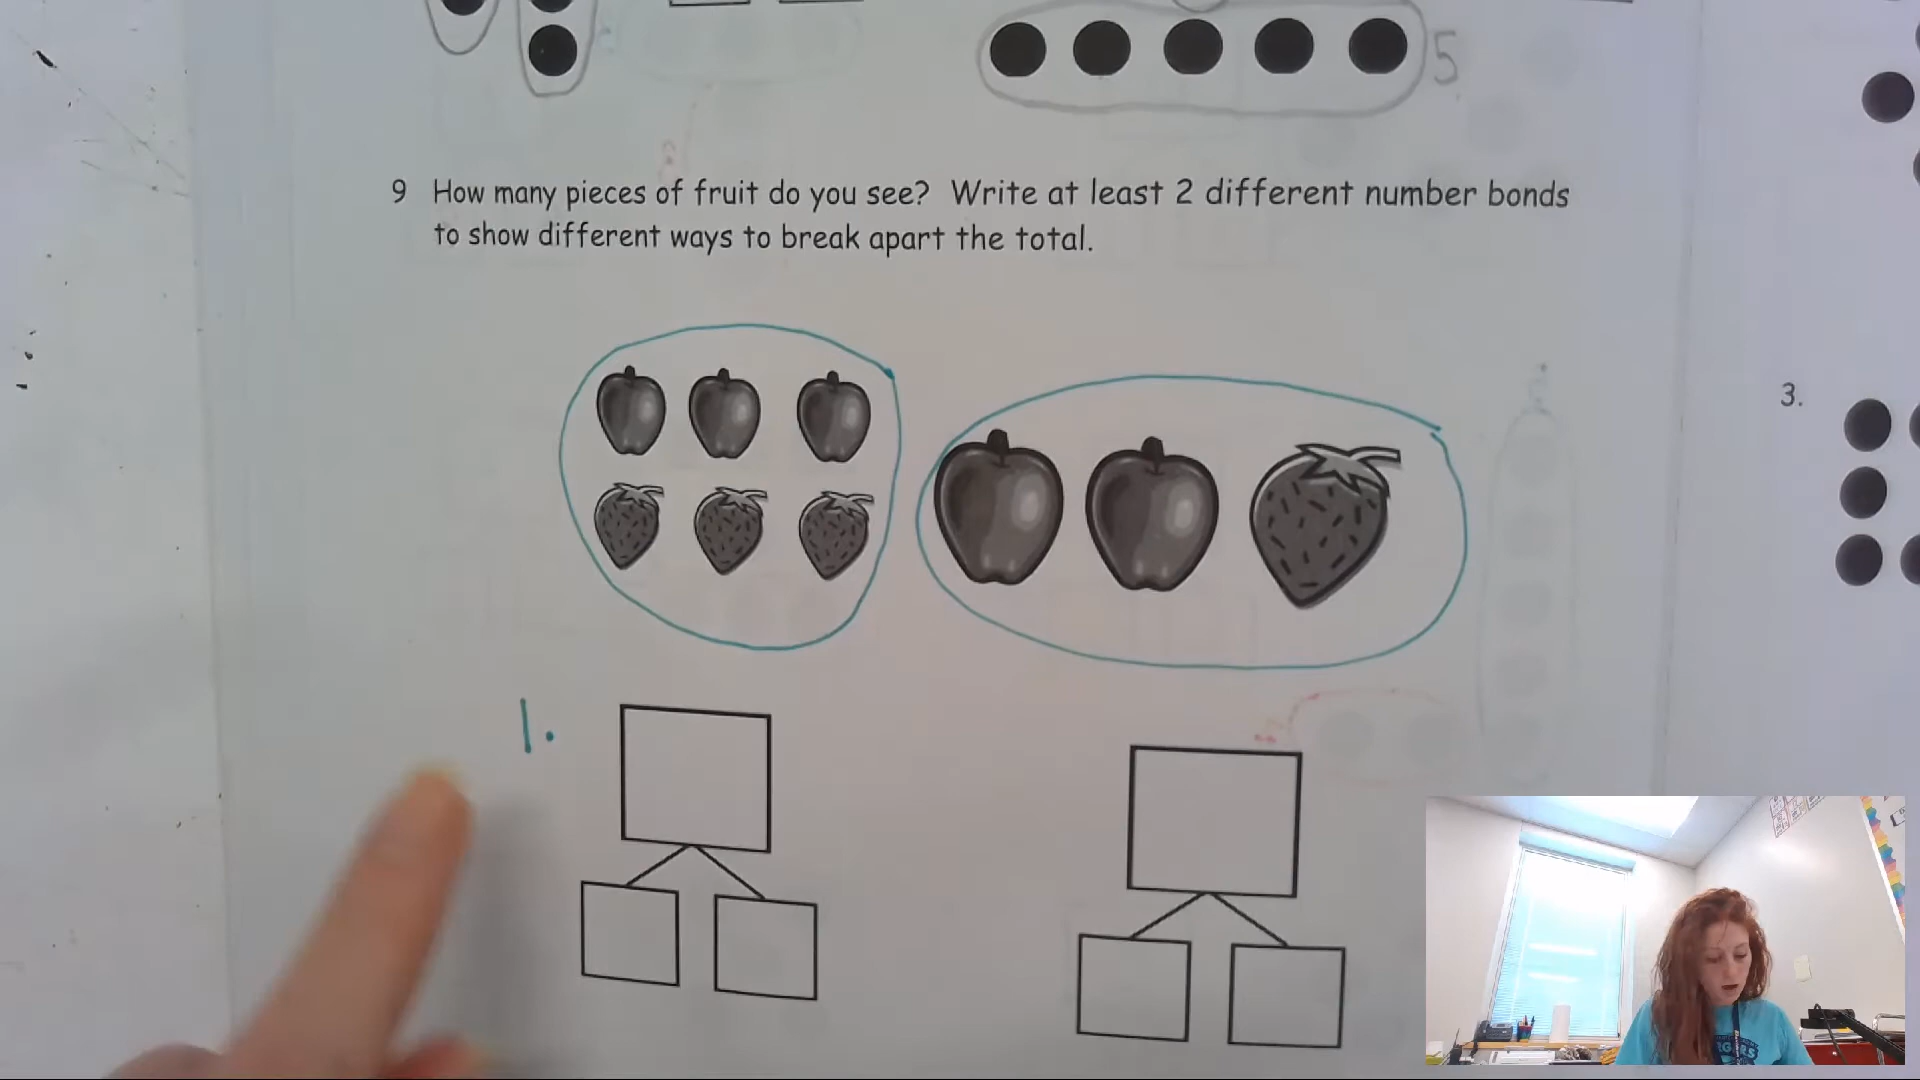 5
9 How many pieces of fruit do you see? Write at least 2 different number bonds
to show different ways to break apart the total.
3.
1.